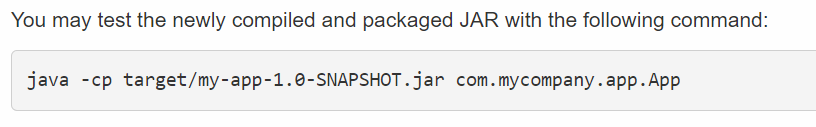 You may test the newly compiled and packaged JAR with the following command:
java -cp target/my-app-1.0-SNAPSHOT.jar com.mycompany.app.App